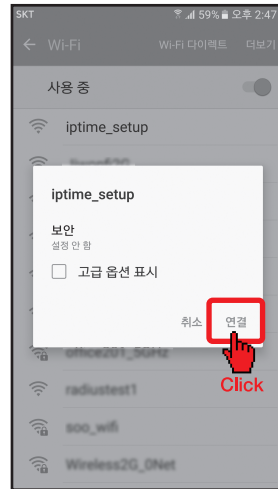 SKT 59% 오후 2:47
← Wi-Fi Wi-Fi 다이렉트 더보기
사용 중
iptime_setup
iptime_setup
보안
설정 안 함
고급 옵션 표시
취소 연결
Click
office201_5GHz
radiustest1
soo_wifi
Wireless2G_0Net